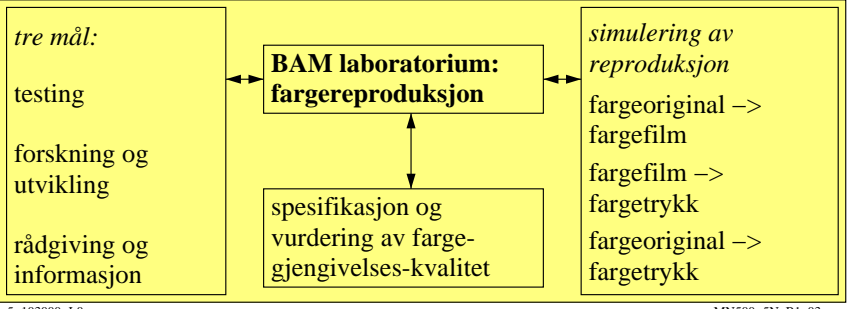 tre mål:
testing
forskning og
utvikling
rådgiving og
informasjon
BAM laboratorium:
fargereproduksjon
spesifikasjon og
vurdering av farge-
gjengivelses-kvalitet
simulering av
reproduksjon
fargeoriginal −>
fargefilm
fargefilm −>
fargetrykk
fargeoriginal −>
fargetrykk